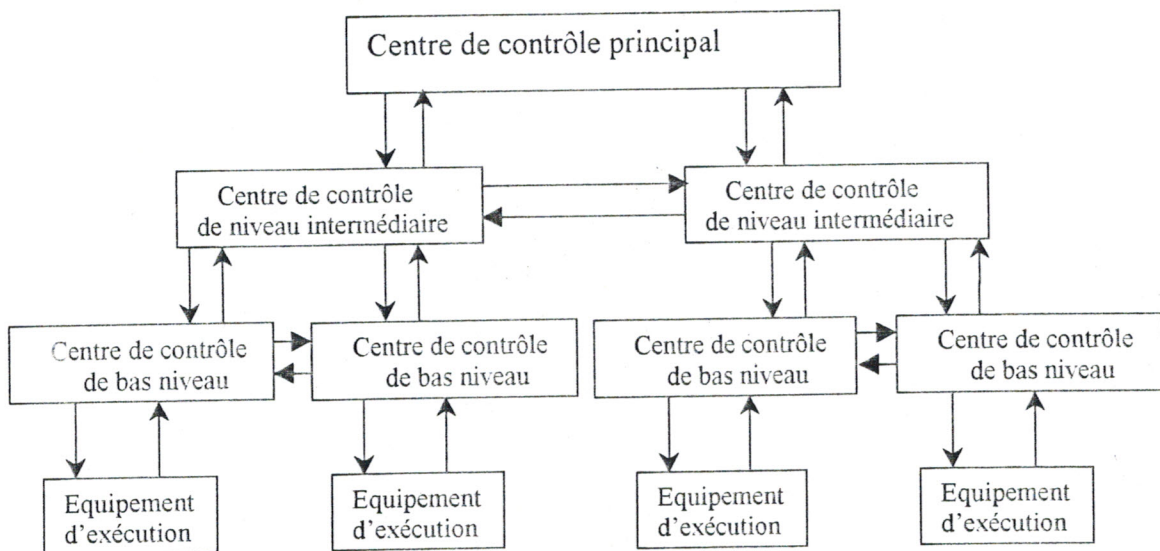 Centre de contrôle principal
Centre de contrôle
de niveau intermédiaire
Centre de contrôle
de niveau intermédiaire
Centre de contrôle
de bas niveau
Centre de contrôle
de bas niveau
Centre de contrôle
de bas niveau
Centre de contrôle
de bas niveau
Equipement
d'exécution
Equipement
d'exécution
Equipement
d'exécution
Equipement
d'exécution